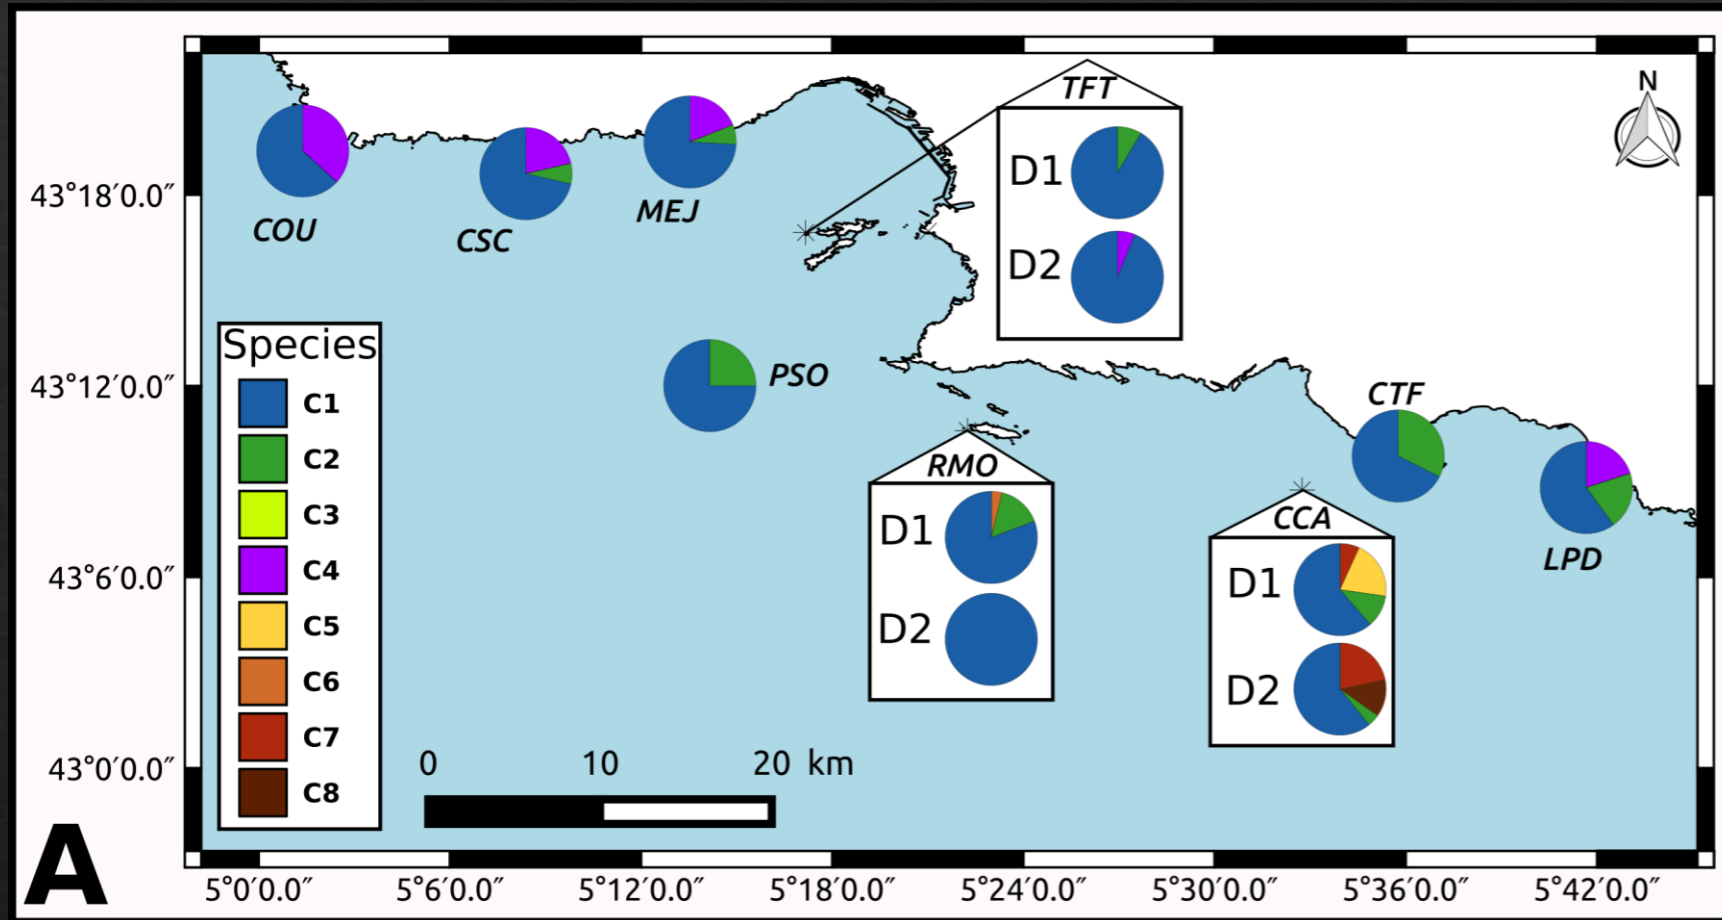 N
TFT
D1
D2
COU
CSC
MEJ
PSO
CTF
LPD
RMO
D1
D2
CCA
D1
D2
43°18′0.0″
43°12′0.0″
43°6′0.0″
43°0′0.0″
Species
C1
C2
C3
C4
C5
C6
C7
C8
0 10 20 km
A
5°0′0.0″ 5°6′0.0″ 5°12′0.0″ 5°18′0.0″ 5°24′0.0″ 5°30′0.0″ 5°36′0.0″ 5°42′0.0″